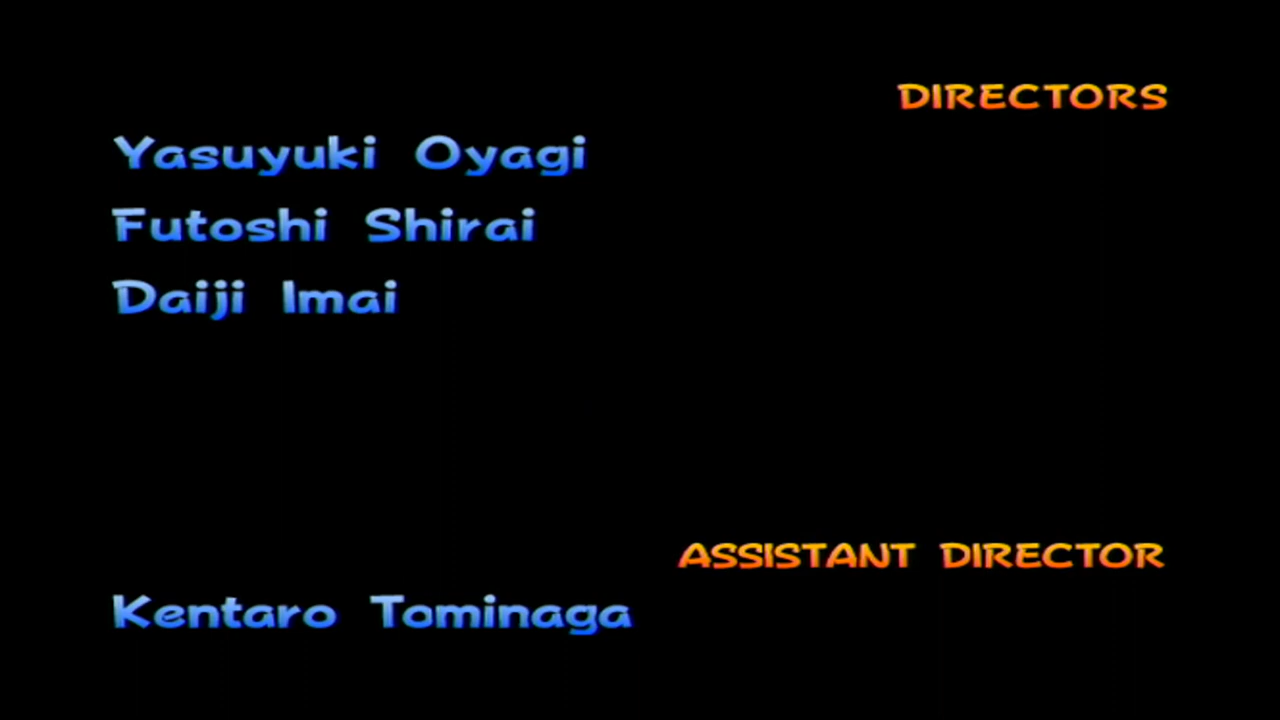 DIRECTORS
Yasuyuki Oyagi
Futoshi Shirai
Daiji Imai
ASSISTANT DIRECTOR
Kentaro Tominaga